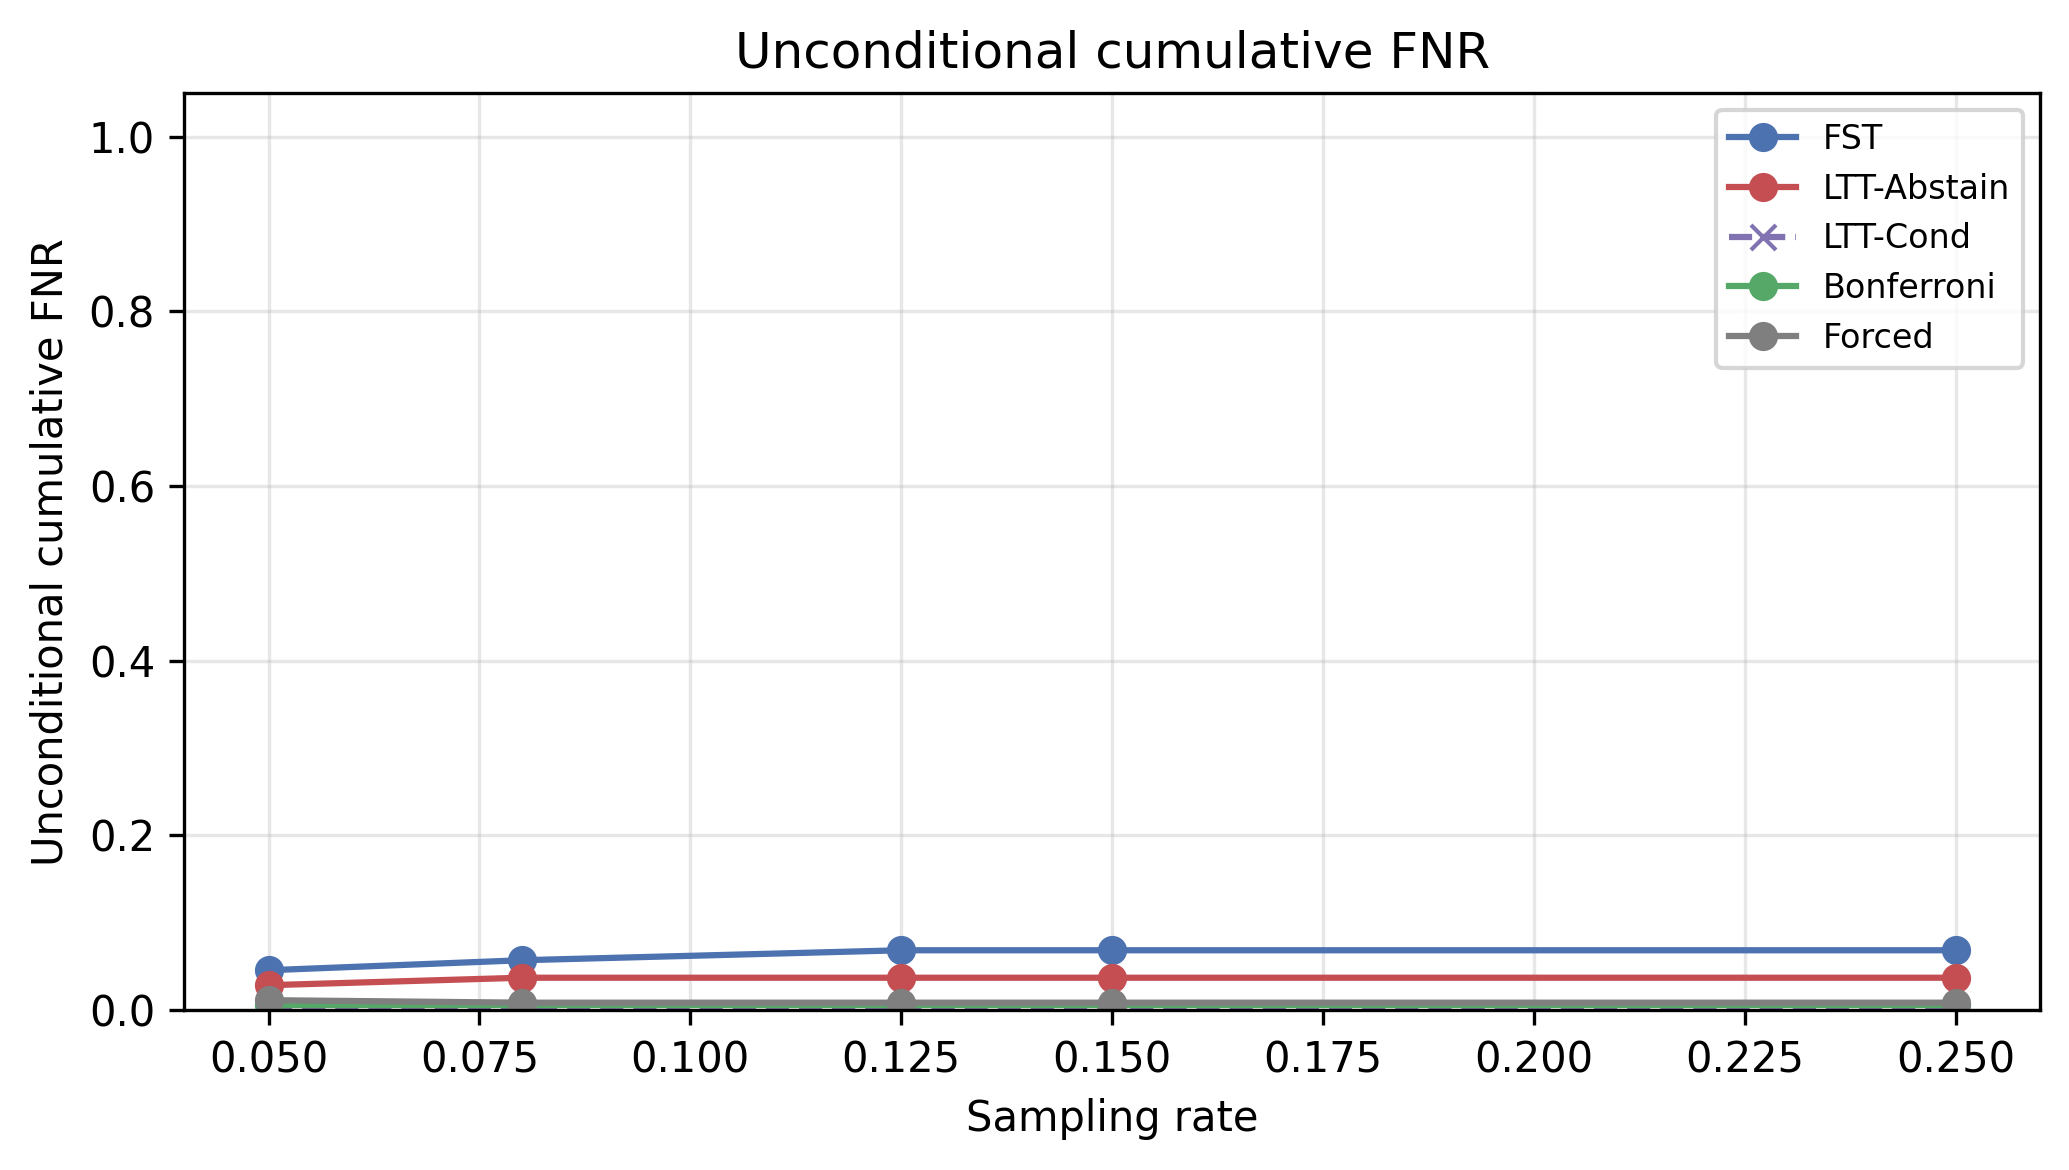 Unconditional cumulative FNR
1.0
0.8
0.6
0.4
0.2
0.0
Unconditional cumulative FNR
FST
LTT-Abstain
LTT-Cond
Bonferroni
Forced
0.050 0.075 0.100 0.125 0.150 0.175 0.200 0.225 0.250
Sampling rate